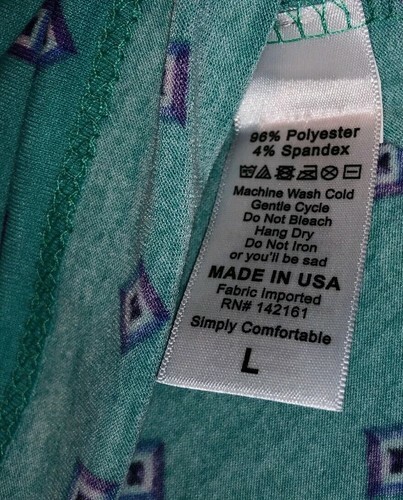 96% Polyester
4% Spandex
Machine Wash Cold
Gentle Cycle
Do Not Bleach
Hang Dry
Do Not Iron
or you'll be sad
MADE IN USA
Fabric Imported
RN# 142161
Simply Comfortable
L